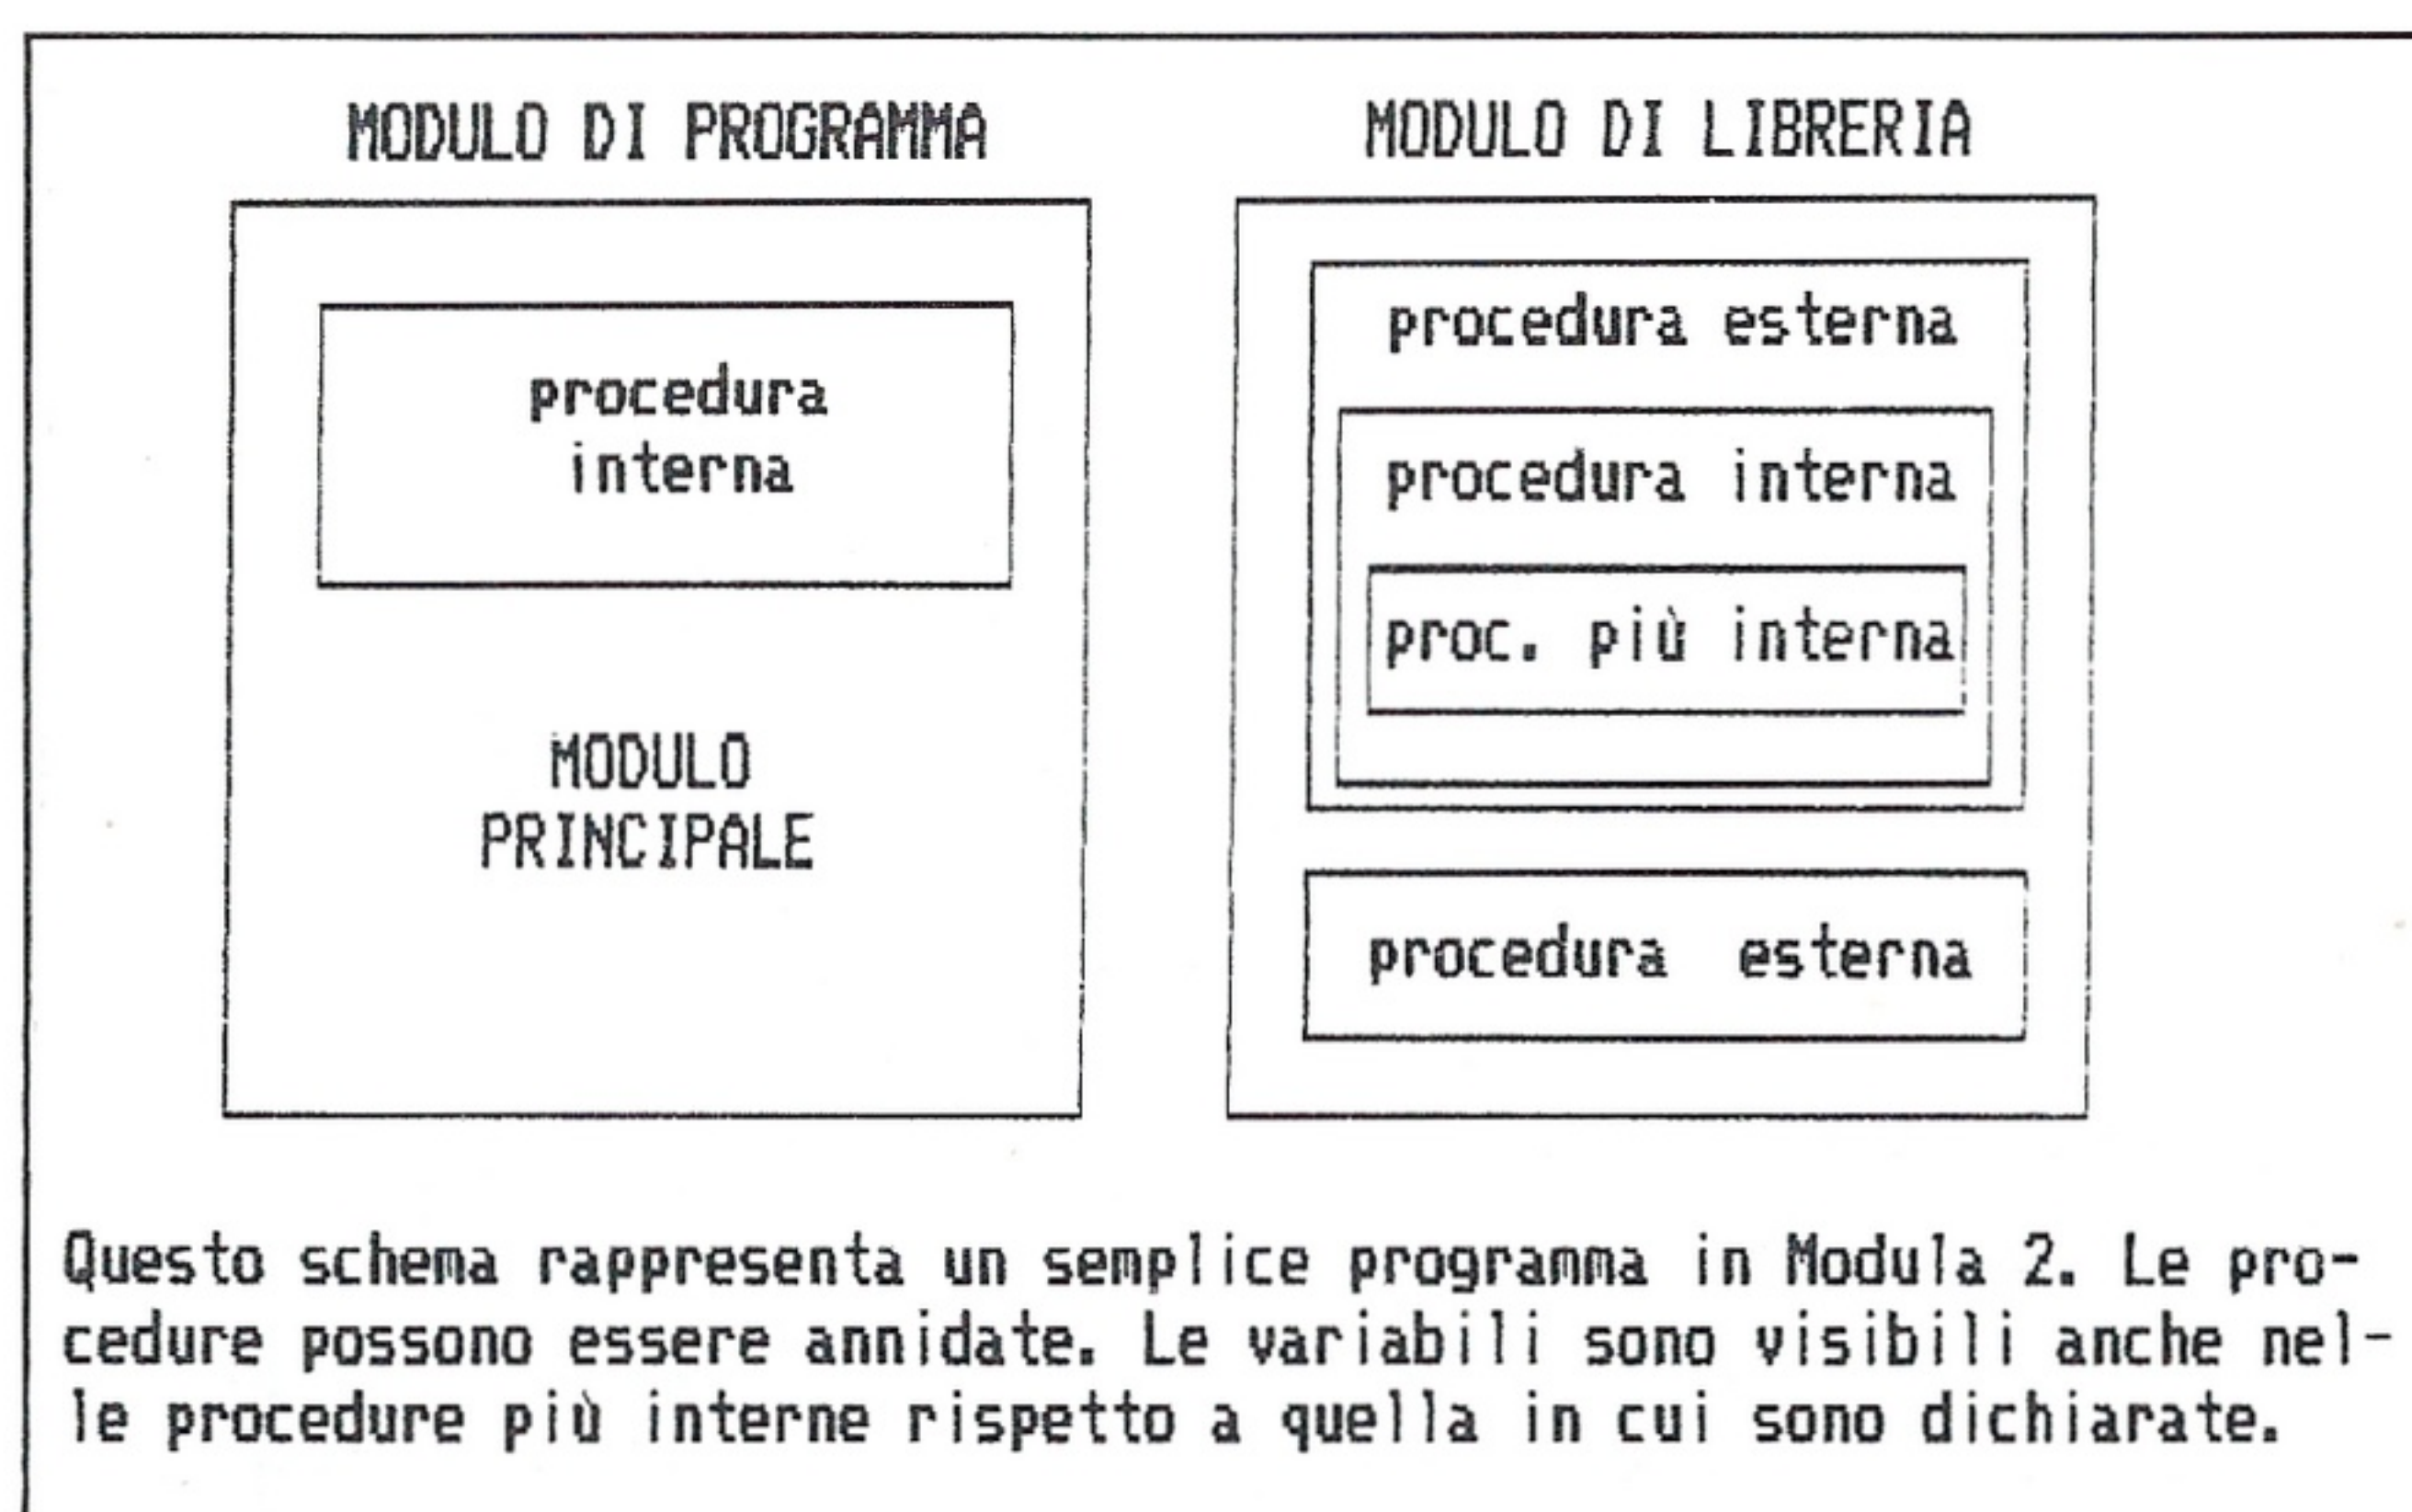 MODULO DI PROGRAMMA
procedura
interna
MODULO
PRINCIPALE
MODULO DI LIBRERIA
procedura esterna
procedura interna
proc. più interna
procedura esterna
Questo schema rappresenta un semplice programma in Modula 2. Le pro-
cedure possono essere annidate. Le variabili sono visibili anche nel-
le procedure più interne rispetto a quella in cui sono dichiarate.